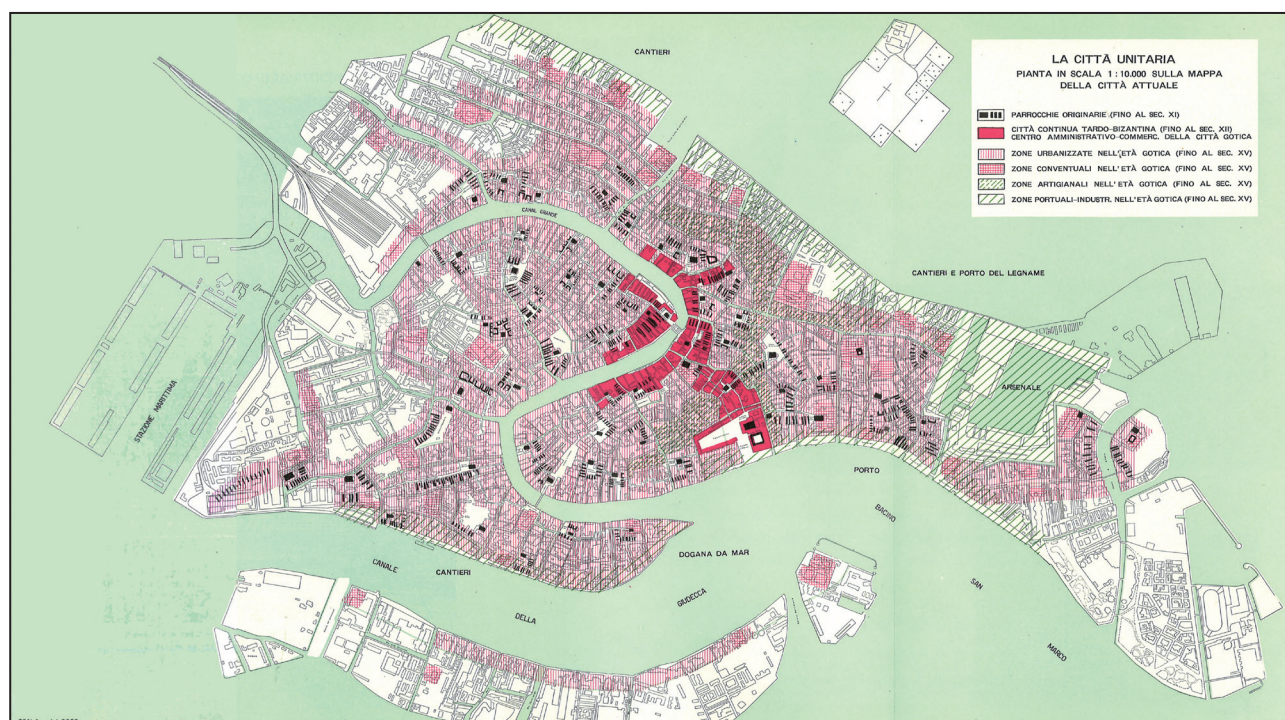 LA CITTÀ UNITARIA
PIANTA IN SCALA 1 : 10.000 SULLA MAPPA
DELLA CITTÀ ATTUALE
PARROCCHIE ORIGINARIE (FINO AL SEC. XI)
CITTÀ CONTINUA TARDO-BIZANTINA (FINO AL SEC. XII)
CENTRO AMMINISTRATIVO-COMMERC. DELLA CITTÀ GOTICA
ZONE URBANIZZATE NELL'ETÀ GOTICA (FINO AL SEC. XV)
ZONE CONVENTUALI NELL'ETÀ GOTICA (FINO AL SEC. XV)
ZONE ARTIGIANALI NELL'ETÀ GOTICA (FINO AL SEC. XV)
ZONE PORTUALI-INDUSTR. NELL'ETÀ GOTICA (FINO AL SEC. XV)
CANTIERI
CANAL GRANDE
CANTIERI E PORTO DEL LEGNAME
ARSENALE
STAZIONE MARITTIMA
PORTO
BACINO
SAN
MARCO
DOGANA DA MAR
CANALE
CANTIERI
DELLA
GIUDECCA